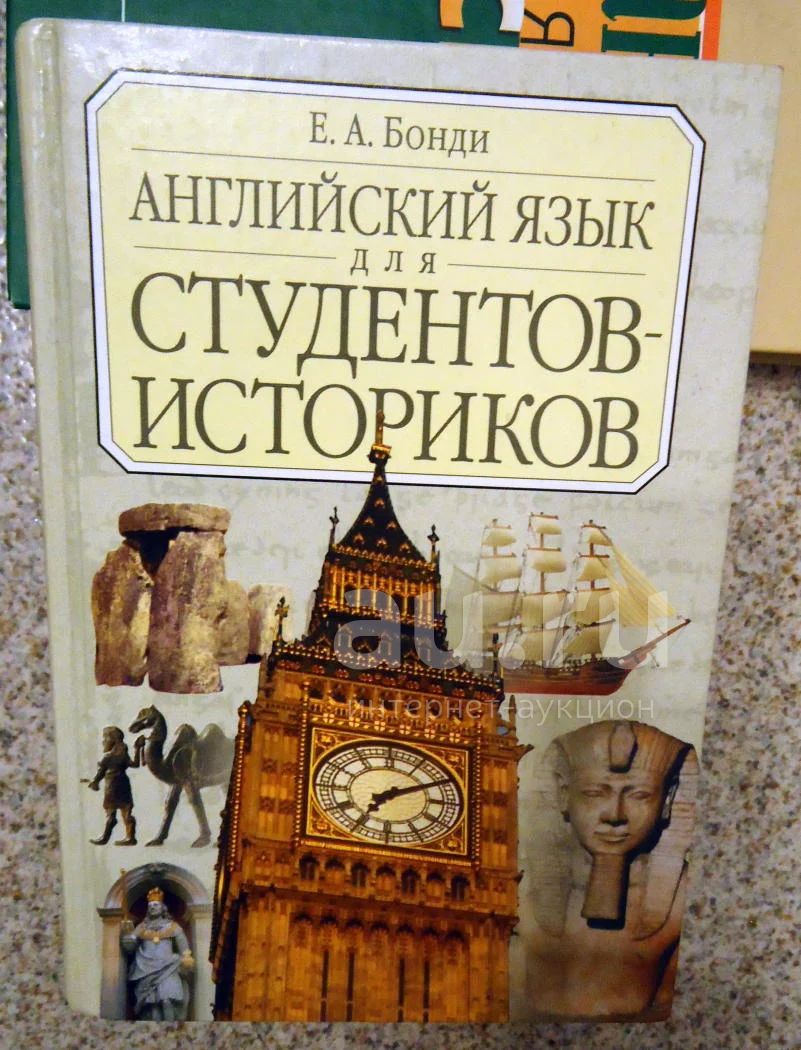 Е. А. Бонди
АНГЛИЙСКИЙ ЯЗЫК
ДЛЯ
СТУДЕНТОВ-
ИСТОРИКОВ
au.ru
интернет-аукцион